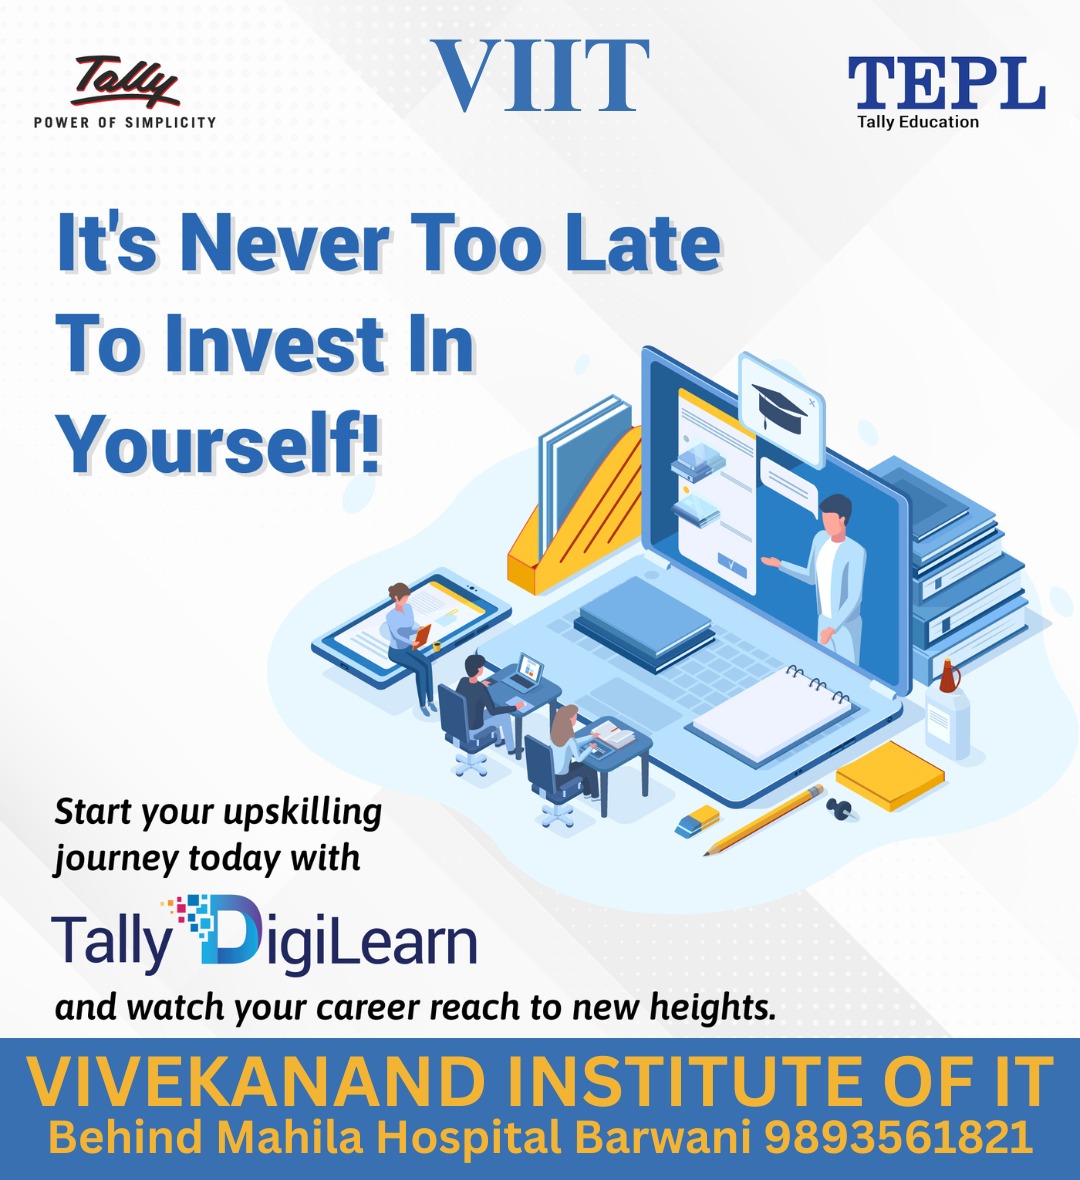 Tally
POWER OF SIMPLICITY
VIIT
TEPL
Tally Education
It's Never Too Late
To Invest In
Yourself!
Start your upskilling
journey today with
Tally DigiLearn
and watch your career reach to new heights.
VIVEKANAND INSTITUTE OF IT
Behind Mahila Hospital Barwani 9893561821